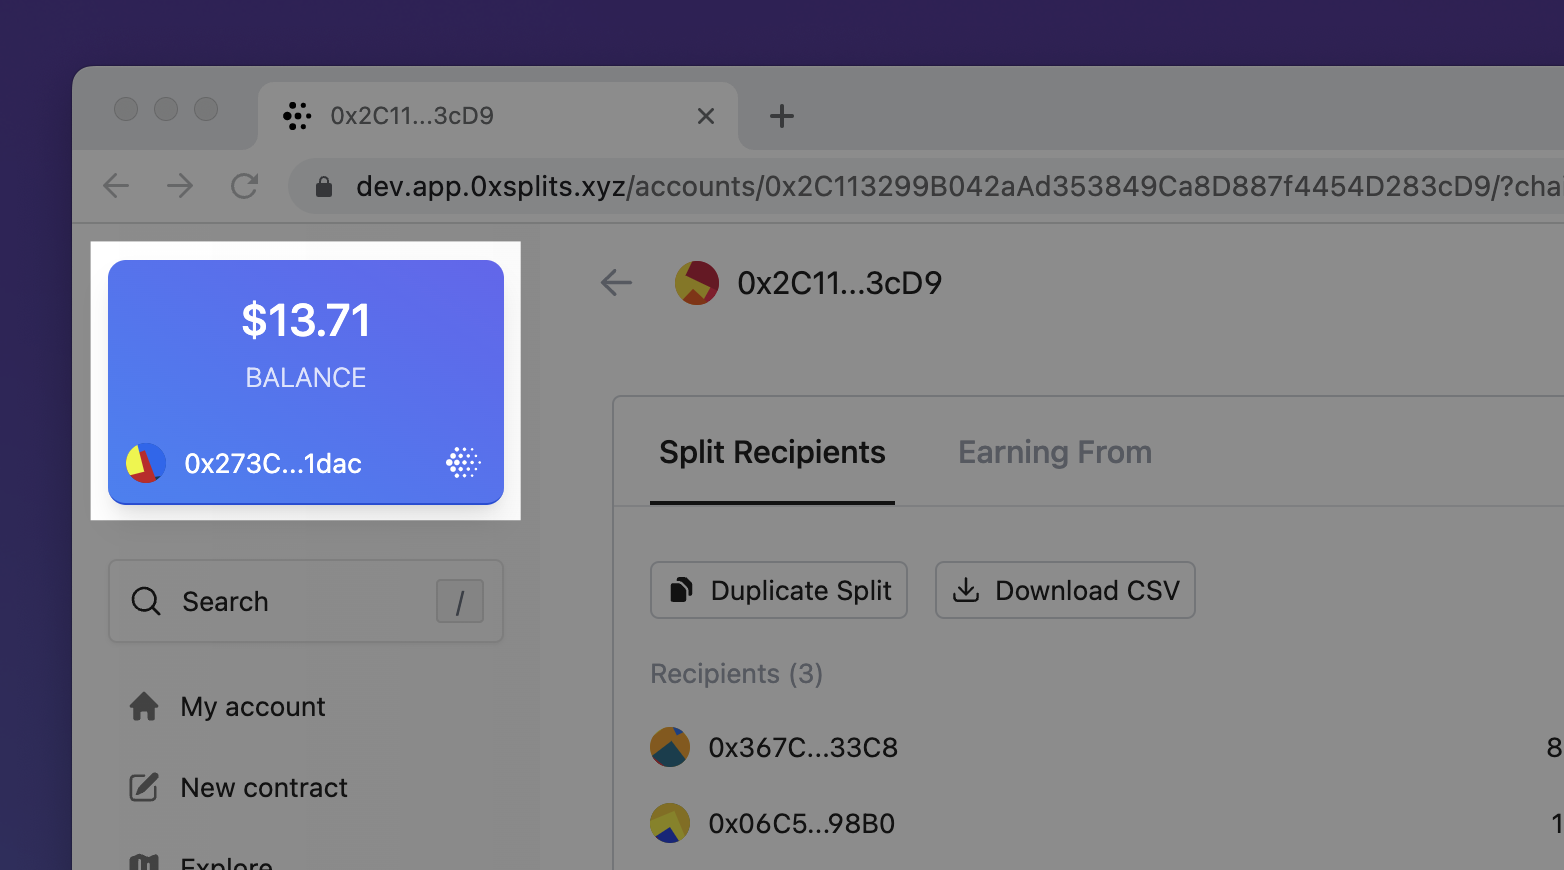 0x2C11...3cD9
dev.app.0xsplits.xyz/accounts/0x2C113299B042aAd353849Ca8D887f4454D283cD9/?cha
$13.71
BALANCE
0x273C...1dac
Search /
My account
New contract
Explore
0x2C11...3cD9
Split Recipients Earning From
Duplicate Split Download CSV
Recipients (3)
0x367C...33C8 8
0x06C5...98B0 1